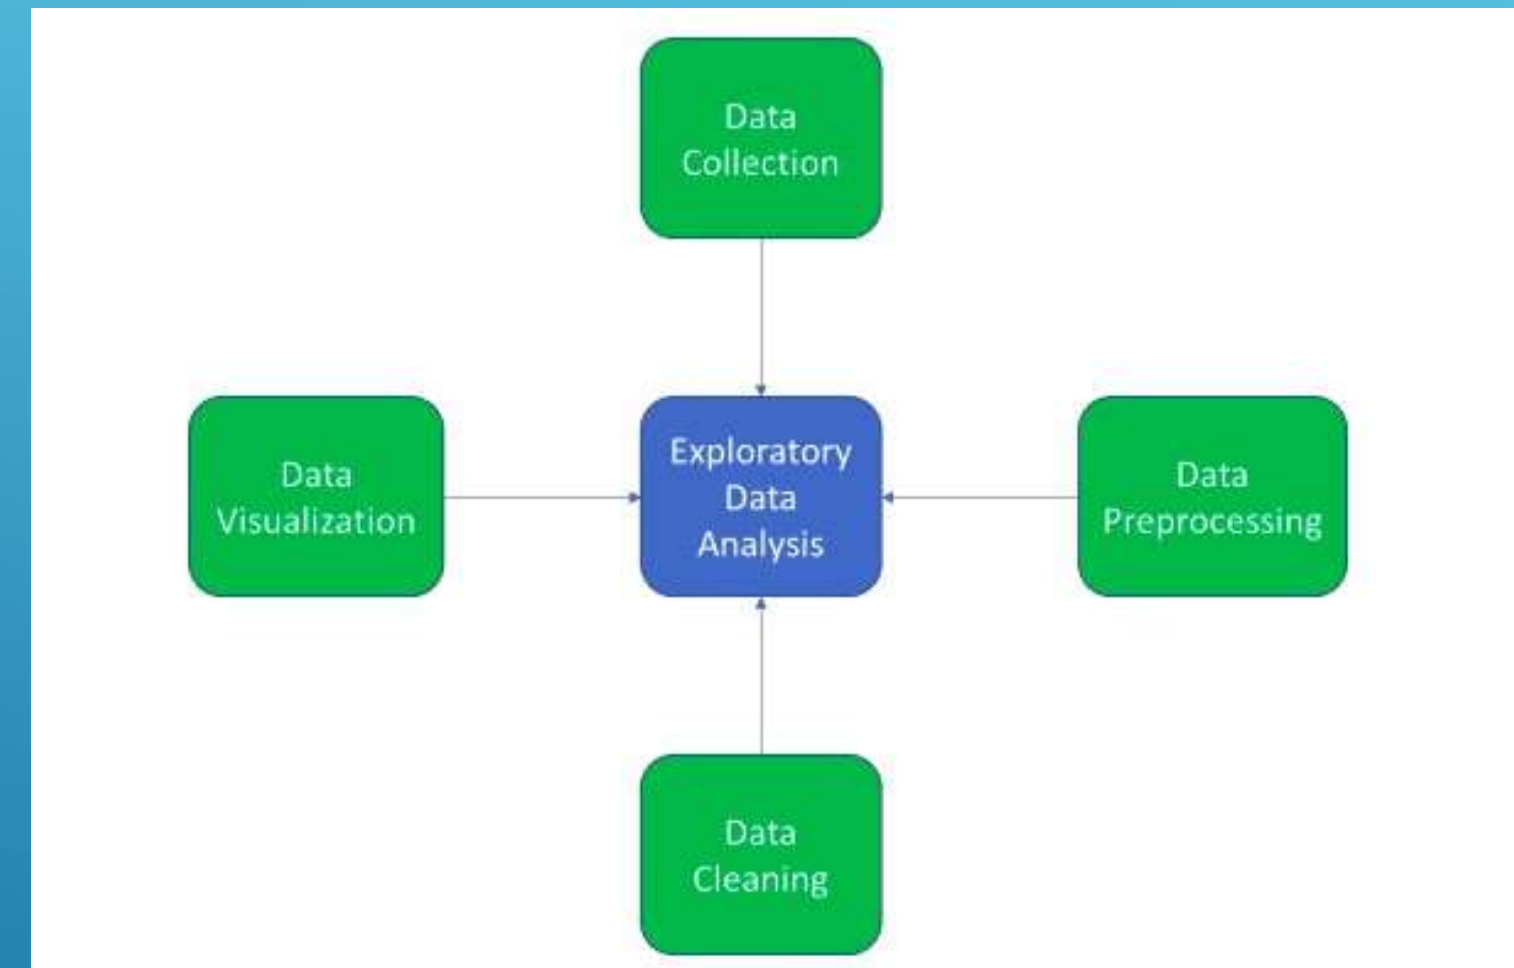 Data
Collection
Data
Visualization
Exploratory
Data
Analysis
Data
Preprocessing
Data
Cleaning